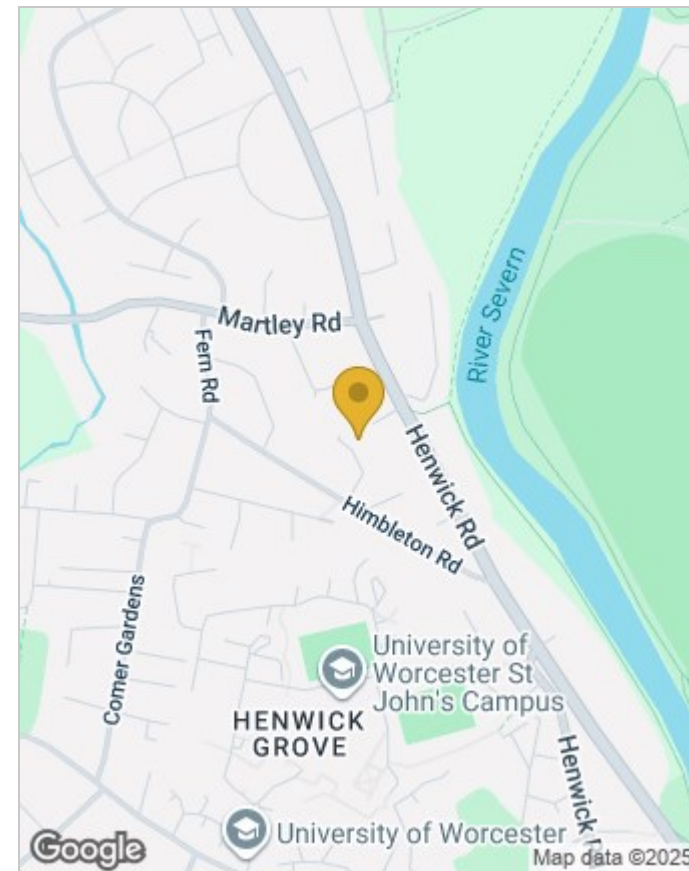 River Severn
Martley Rd
Fern Rd
Henwick Rd
Himbleton Rd
Comer Gardens
University of
Worcester St
John's Campus
HENWICK
GROVE
Henwick R
University of Worcester
Google
Map data ©2025